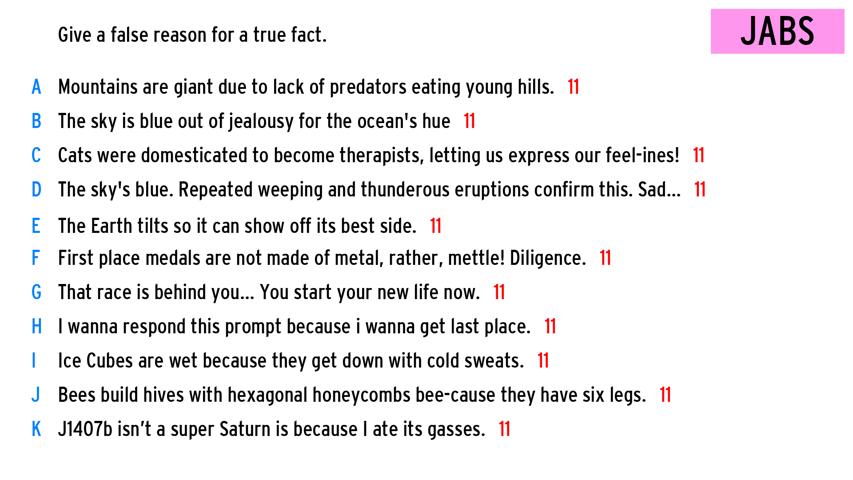 Give a false reason for a true fact.
JABS
A Mountains are giant due to lack of predators eating young hills. 11
B The sky is blue out of jealousy for the ocean's hue 11
C Cats were domesticated to become therapists, letting us express our feel-ines! 11
D The sky's blue. Repeated weeping and thunderous eruptions confirm this. Sad... 11
E The Earth tilts so it can show off its best side. 11
F First place medals are not made of metal, rather, mettle! Diligence. 11
G That race is behind you... You start your new life now. 11
H I wanna respond this prompt because i wanna get last place. 11
I Ice Cubes are wet because they get down with cold sweats. 11
J Bees build hives with hexagonal honeycombs bee-cause they have six legs. 11
K J1407b isn’t a super Saturn is because I ate its gasses. 11